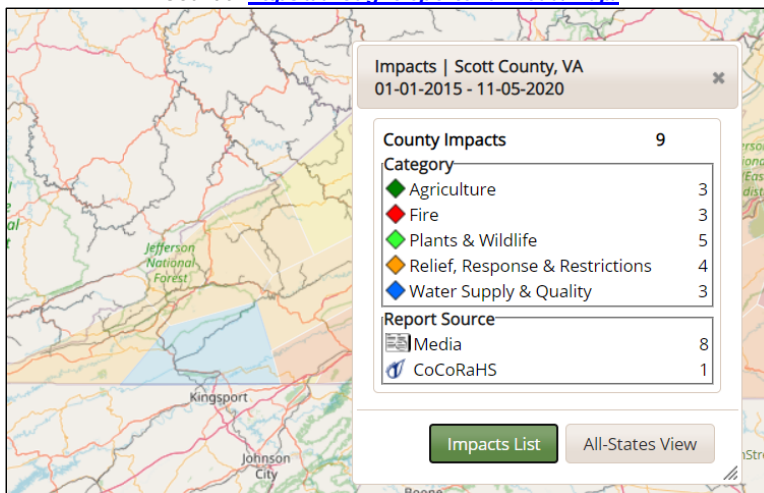 Impacts | Scott County, VA
01-01-2015 - 11-05-2020
County Impacts 9
Category
Agriculture 3
Fire 3
Plants & Wildlife 5
Relief, Response & Restrictions 4
Water Supply & Quality 3
Report Source
Media 8
CoCoRaHS 1
Impacts List
All-States View
Jefferson
National
Forest
Kingsport
Johnson
City
Boone